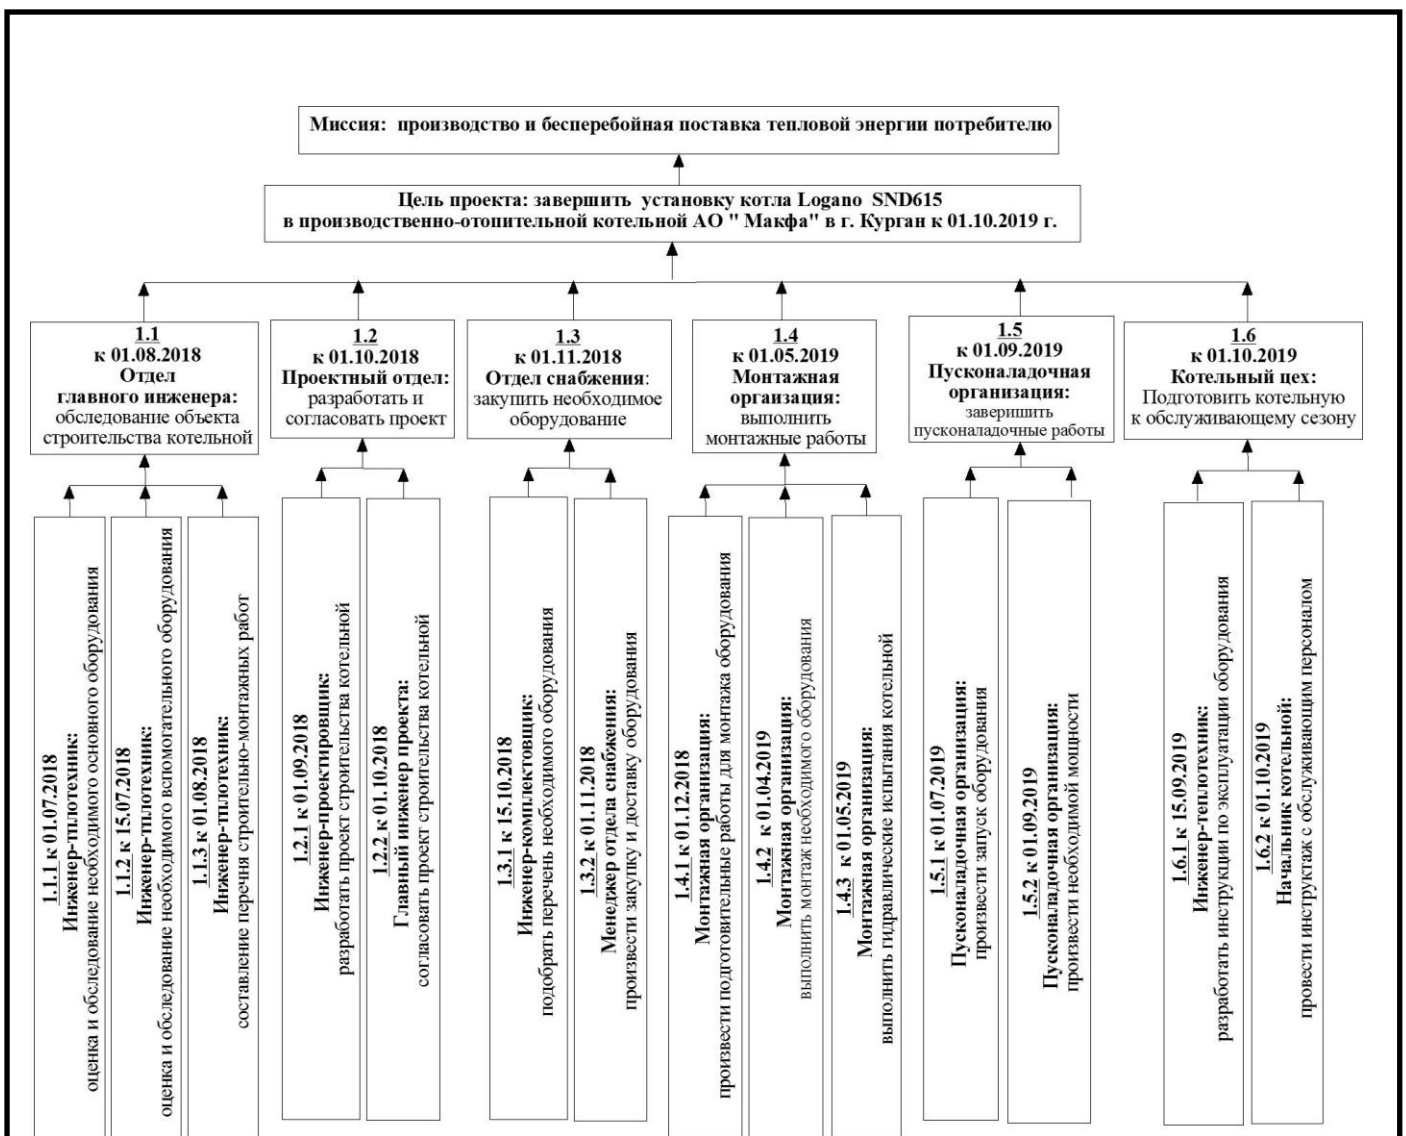 Миссия: производство и бесперебойная поставка тепловой энергии потребителю
Цель проекта: завершить установку котла Logano SND615
в производственно-отопительной котельной АО " Макфа" в г. Курган к 01.10.2019 г.
1.1
к 01.08.2018
Отдел
главного инженера:
обследование объекта
строительства котельной
1.2
к 01.10.2018
Проектный отдел:
разработать и
согласовать проект
1.3
к 01.11.2018
Отдел снабжения:
закупить необходимое
оборудование
1.4
к 01.05.2019
Монтажная
оргаизация:
выполнить
монтажные работы
1.5
к 01.09.2019
Пусконаладочная
организация:
заверишить
пусконаладочные работы
1.6
к 01.10.2019
Котельный цех:
Подготовить котельную
к обслуживающему сезону
1.1.1 к 01.07.2018
Инженер-тплотехник:
оценка и обследование необходимого основного оборудования
1.1.2 к 15.07.2018
Инженер-тплотехник:
оценка и обследование необходимого вспомогательного оборудования
1.1.3 к 01.08.2018
Инженер-тплотехник:
составление перечня строительно-монтажных работ
1.2.1 к 01.09.2018
Инженер-проектировщик:
разработать проект строительства котельной
1.2.2 к 01.10.2018
Главный инженер проекта:
согласовать проект строительства котельной
1.3.1 к 15.10.2018
Инженер-комплектовщик:
подобрать перечень необходимого оборудования
1.3.2 к 01.11.2018
Менеджер отдела снабжения:
произвести закупку и доставку оборудования
1.4.1 к 01.12.2018
Монтажная организация:
произвести подготовительные работы для монтажа оборудования
1.4.2 к 01.04.2019
Монтажная организация:
выполнить монтаж необходимого оборудования
1.4.3 к 01.05.2019
Монтажная организация:
выполнить гидравлические испытания котельной
1.5.1 к 01.07.2019
Пусконаладочная организация:
произвести запуск оборудования
1.5.2 к 01.09.2019
Пусконаладочная организация:
произвести необходимой мощности
1.6.1 к 15.09.2019
Инженер-теплотехник:
разработать инструкции по эксплуатации оборудования
1.6.2 к 01.10.2019
Начальник котельной:
провести инструктаж с обслуживающим персоналом